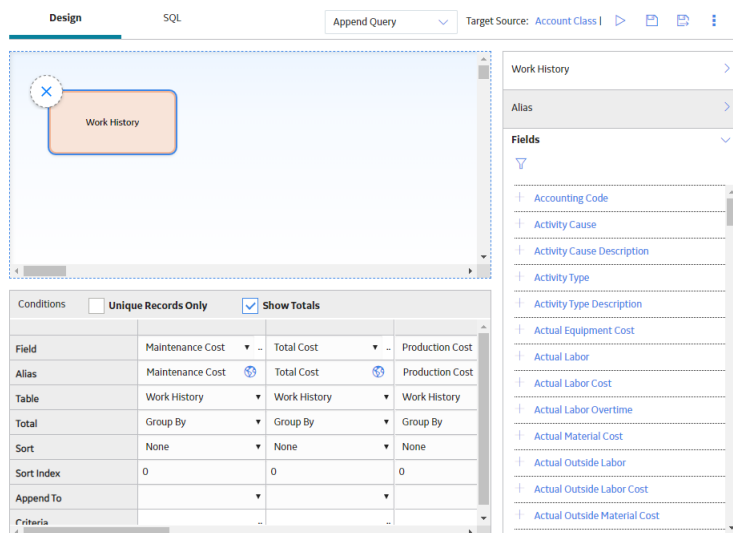 Design SQL Append Query Target Source: Account Class
Work History
Work History
Alias
Fields
Accounting Code
Activity Cause
Activity Cause Description
Activity Type
Activity Type Description
Actual Equipment Cost
Actual Labor
Actual Labor Cost
Actual Labor Overtime
Actual Material Cost
Actual Outside Labor
Actual Outside Labor Cost
Actual Outside Material Cost
Conditions Unique Records Only Show Totals
Field Maintenance Cost .. Total Cost .. Production Cost
Alias Maintenance Cost Total Cost Production Cost
Table Work History Work History Work History
Total Group By Group By Group By
Sort None None None
Sort Index 0 0 0
Append To
Criteria .. ..